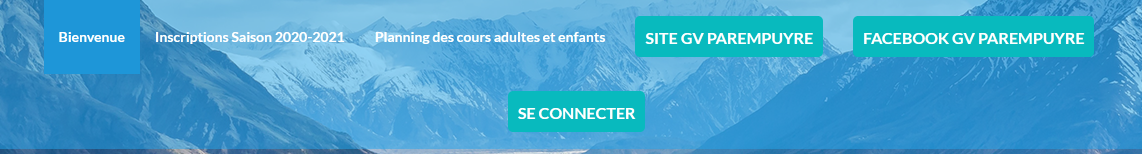 Bienvenue Inscriptions Saison 2020-2021 Planning des cours adultes et enfants SITE GV PAREMPUYRE FACEBOOK GV PAREMPUYRE
SE CONNECTER